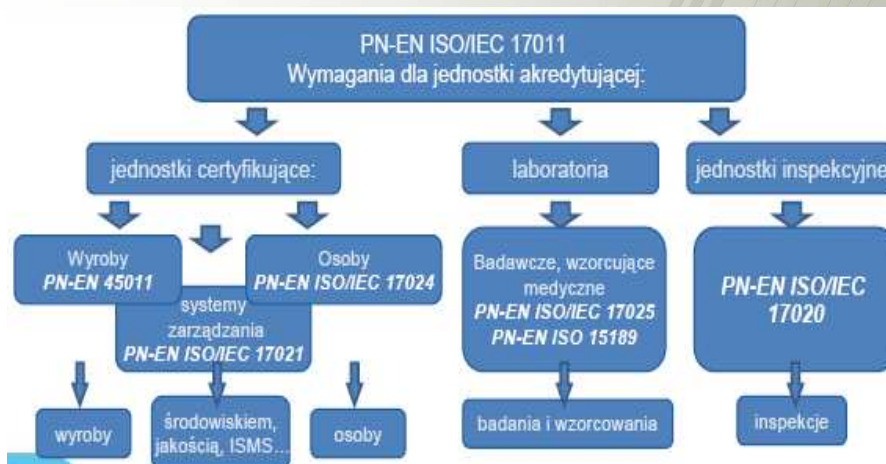 PN-EN ISO/IEC 17011
Wymagania dla jednostki akredytującej:
jednostki certyfikujące:
laboratoria
jednostki inspekcyjne
Wyroby
PN-EN 45011
Osoby
PN-EN ISO/IEC 17024
systemy
zarządzania
PN-EN ISO/IEC 17021
Badawcze, wzorcujące
medyczne
PN-EN ISO/IEC 17025
PN-EN ISO 15189
PN-EN ISO/IEC
17020
wyroby
środowiskiem,
jakością, ISMS...
osoby
badania i wzorcowania
inspekcje